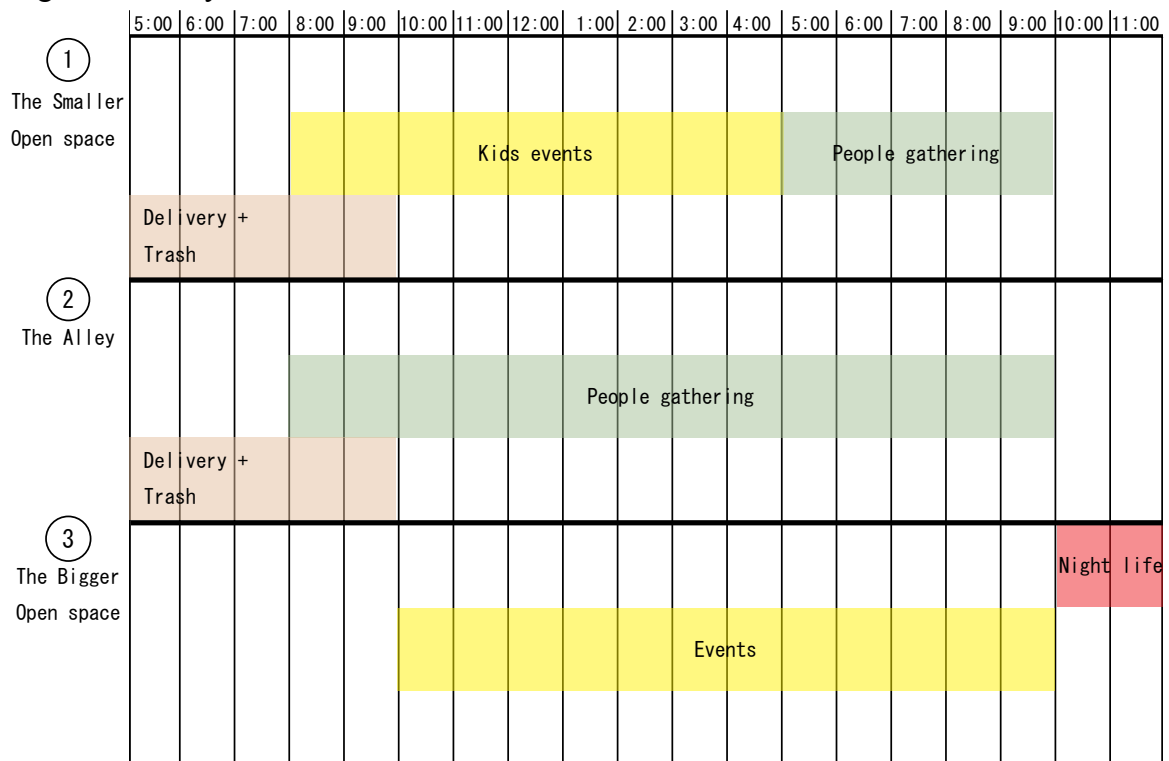 5:00 6:00 7:00 8:00 9:00 10:00 11:00 12:00 1:00 2:00 3:00 4:00 5:00 6:00 7:00 8:00 9:00 10:00 11:00
1
The Smaller
Open space
Kids events
People gathering
Delivery +
Trash
2
The Alley
People gathering
Delivery +
Trash
3
The Bigger
Open space
Night life
Events